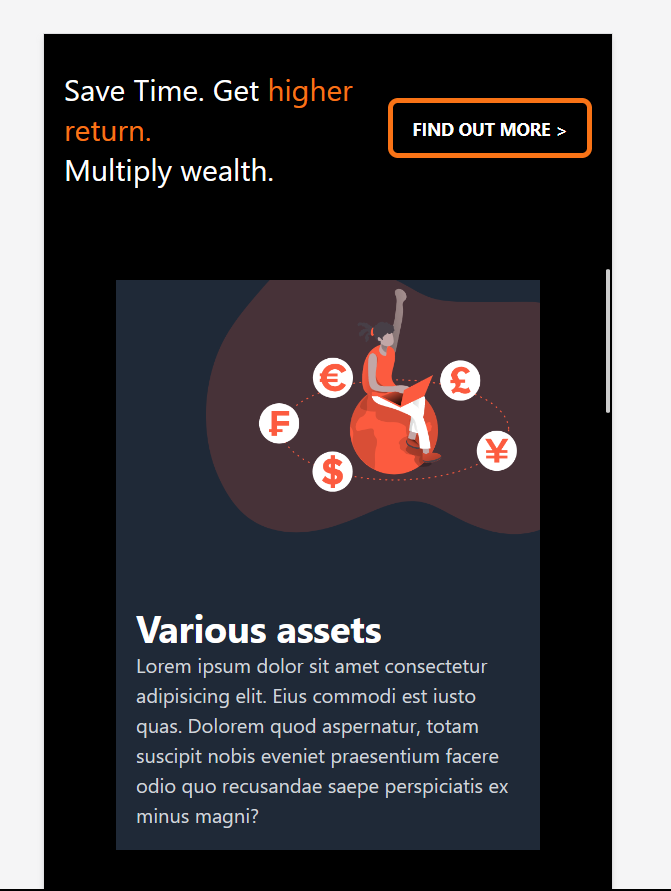 Save Time. Get higher
return.
Multiply wealth.
FIND OUT MORE >
€
£
₣
¥
$
Various assets
Lorem ipsum dolor sit amet consectetur
adipisicing elit. Eius commodi est iusto
quas. Dolorem quod aspernatur, totam
suscipit nobis eveniet praesentium facere
odio quo recusandae saepe perspiciatis ex
minus magni?